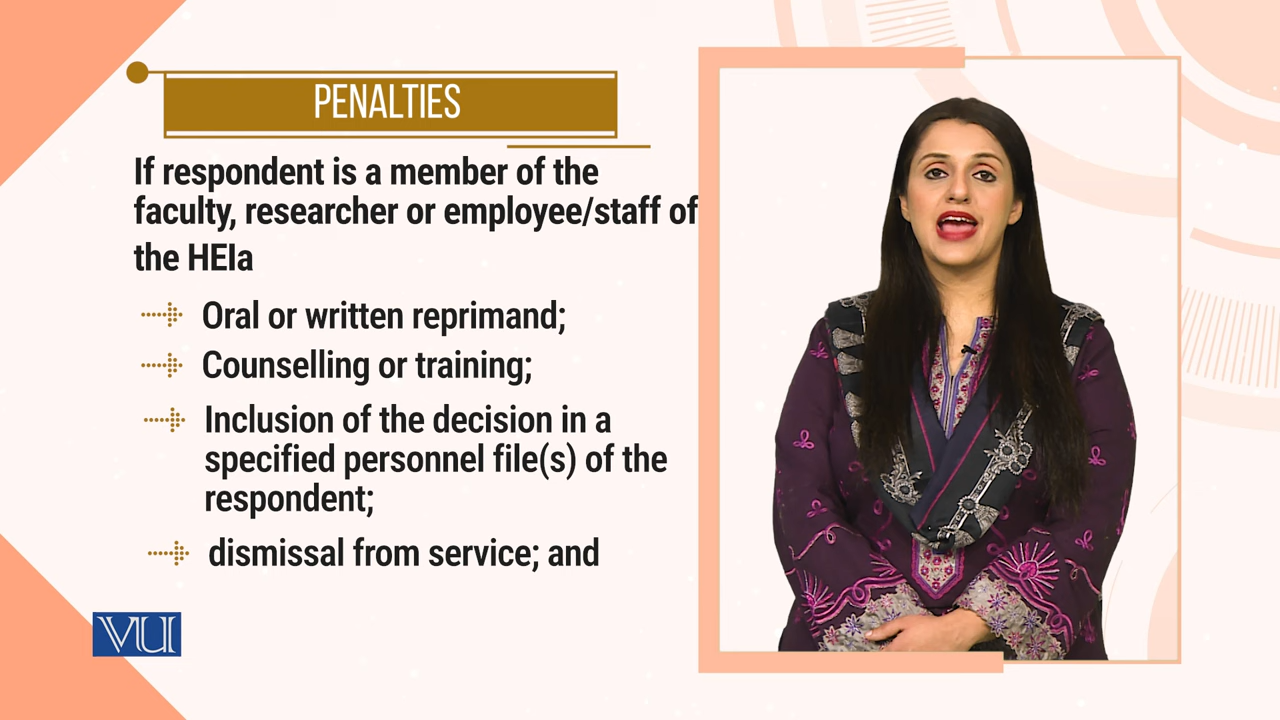 PENALTIES
If respondent is a member of the
faculty, researcher or employee/staff of
the HEIa
Oral or written reprimand;
Counselling or training;
Inclusion of the decision in a
specified personnel file(s) of the
respondent;
dismissal from service; and
VU